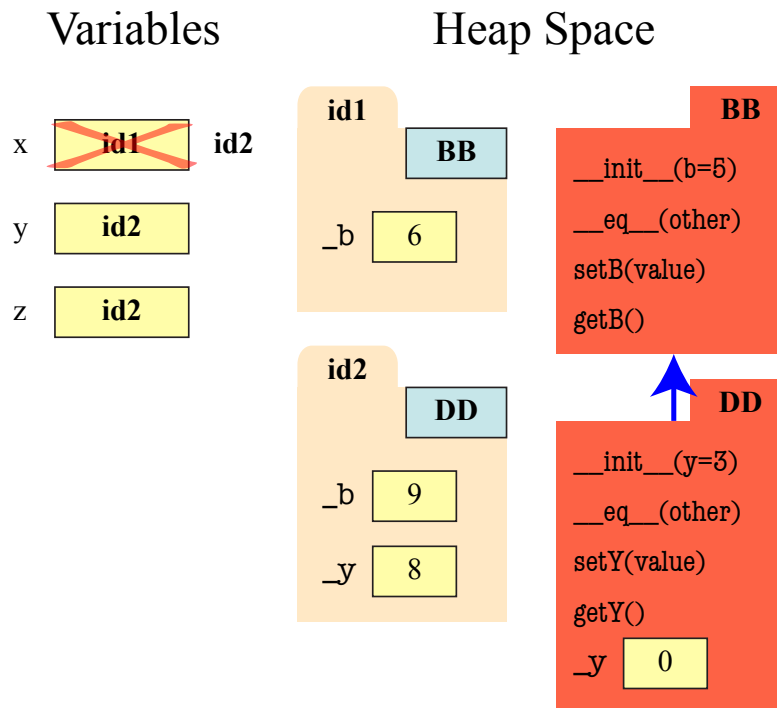 Variables
Heap Space
x id1 id2
y id2
z id2
id1
BB
_b 6
id2
DD
_b 9
_y 8
BB
__init__(b=5)
__eq__(other)
setB(value)
getB()
DD
__init__(y=3)
__eq__(other)
setY(value)
getY()
_y 0